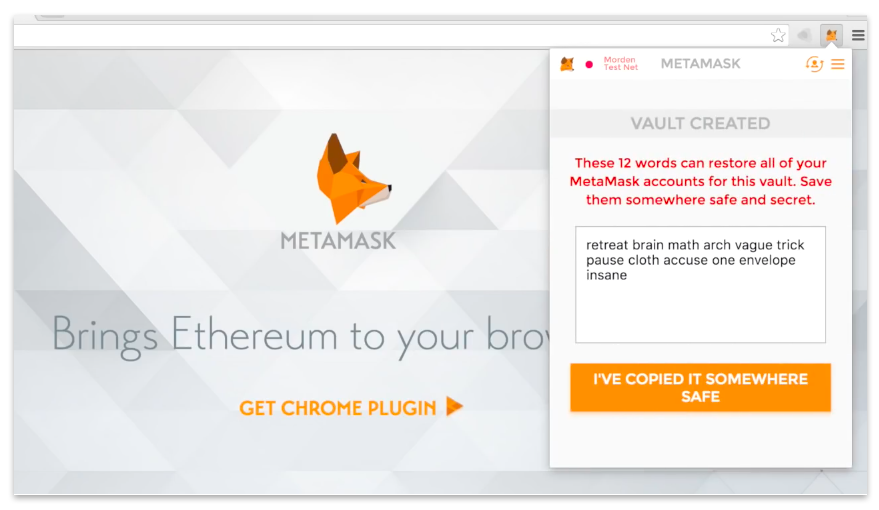 Morden
Test Net
METAMASK
VAULT CREATED
These 12 words can restore all of your
MetaMask accounts for this vault. Save
them somewhere safe and secret.
retreat brain math arch vague trick
pause cloth accuse one envelope
insane
I'VE COPIED IT SOMEWHERE
SAFE
METAMASK
Brings Ethereum to your brow
GET CHROME PLUGIN